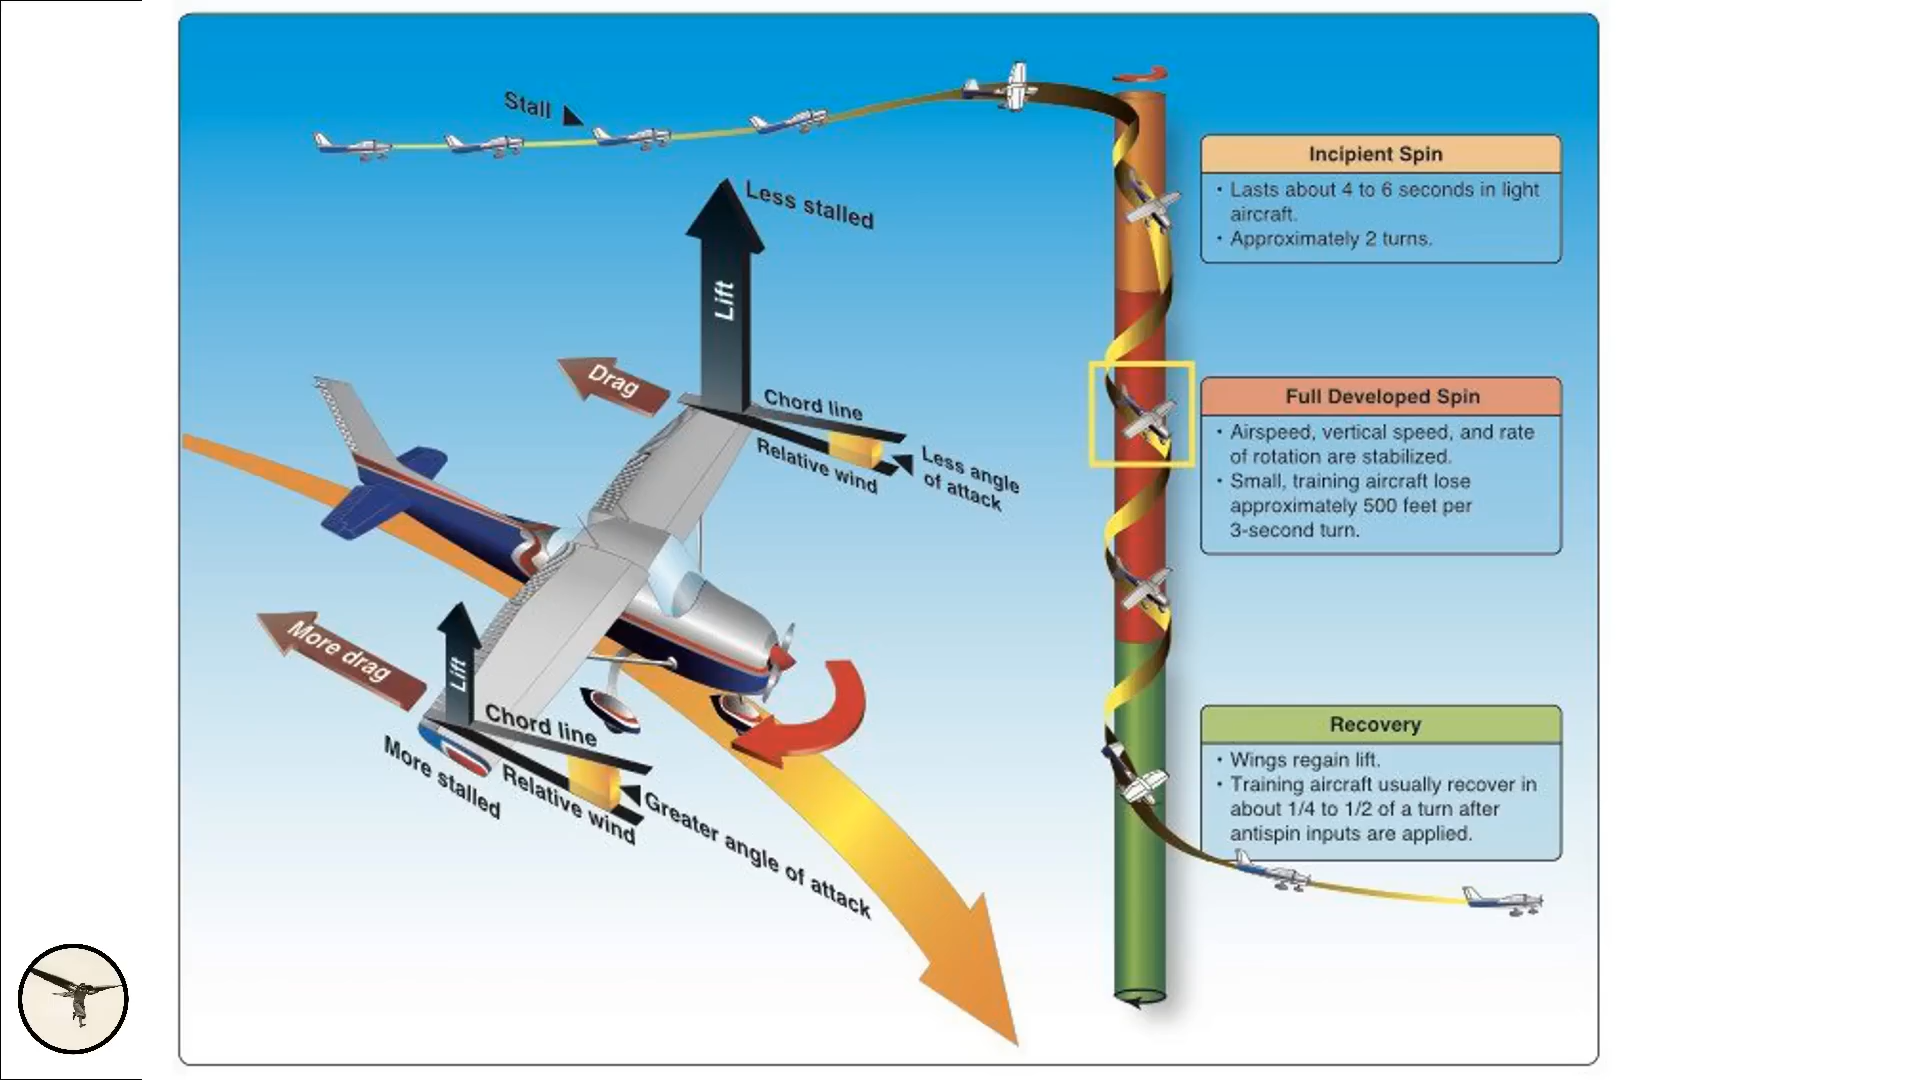 Stall
Less stalled
Lift
Drag
Chord line
Relative wind
Less angle
of attack
More drag
Lift
Chord line
More stalled
Relative wind
Greater angle of attack
Incipient Spin
• Lasts about 4 to 6 seconds in light
aircraft.
• Approximately 2 turns.
Full Developed Spin
• Airspeed, vertical speed, and rate
of rotation are stabilized.
• Small, training aircraft lose
approximately 500 feet per
3-second turn.
Recovery
• Wings regain lift.
• Training aircraft usually recover in
about 1/4 to 1/2 of a turn after
antispin inputs are applied.